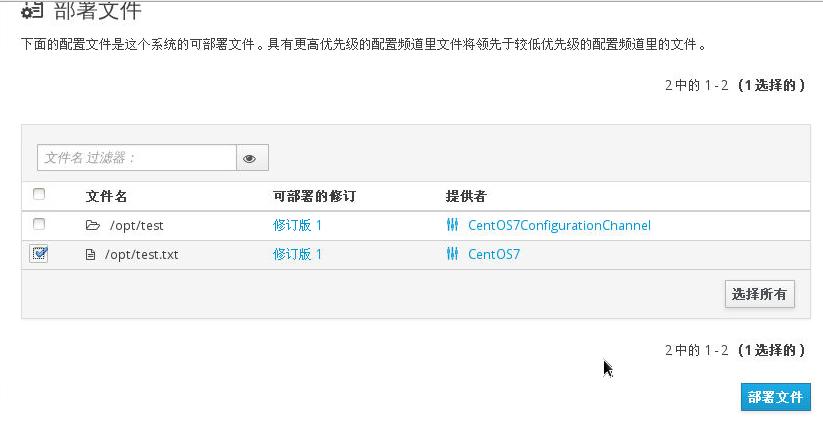 部署文件
下面的配置文件是这个系统的可部署文件。具有更高优先级的配置频道里文件将领先于较低优先级的配置频道里的文件。
2 中的 1 - 2 (1 选择的)
文件名 过滤器：
文件名 可部署的修订 提供者
/opt/test 修订版 1 CentOS7ConfigurationChannel
/opt/test.txt 修订版 1 CentOS7
选择所有
2 中的 1 - 2 (1 选择的)
部署文件